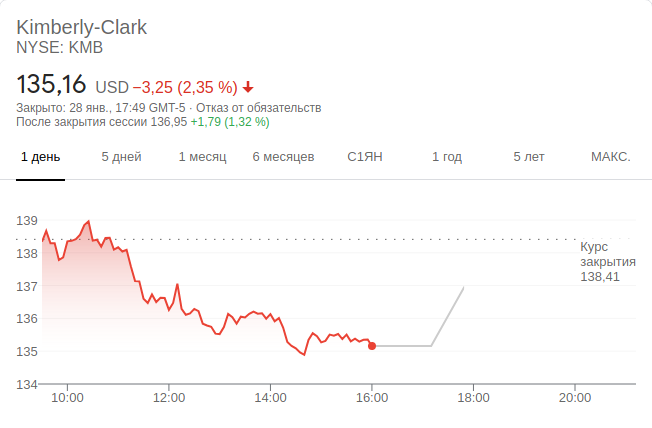 Kimberly-Clark
NYSE: KMB
135,16 USD −3,25 (2,35 %)
Закрыто: 28 янв., 17:49 GMT-5 · Отказ от обязательств
После закрытия сессии 136,95 +1,79 (1,32 %)
1 день 5 дней 1 месяц 6 месяцев С1ЯН 1 год 5 лет МАКС.
139
138
137
136
135
134
Курс
закрытия
138,41
10:00 12:00 14:00 16:00 18:00 20:00